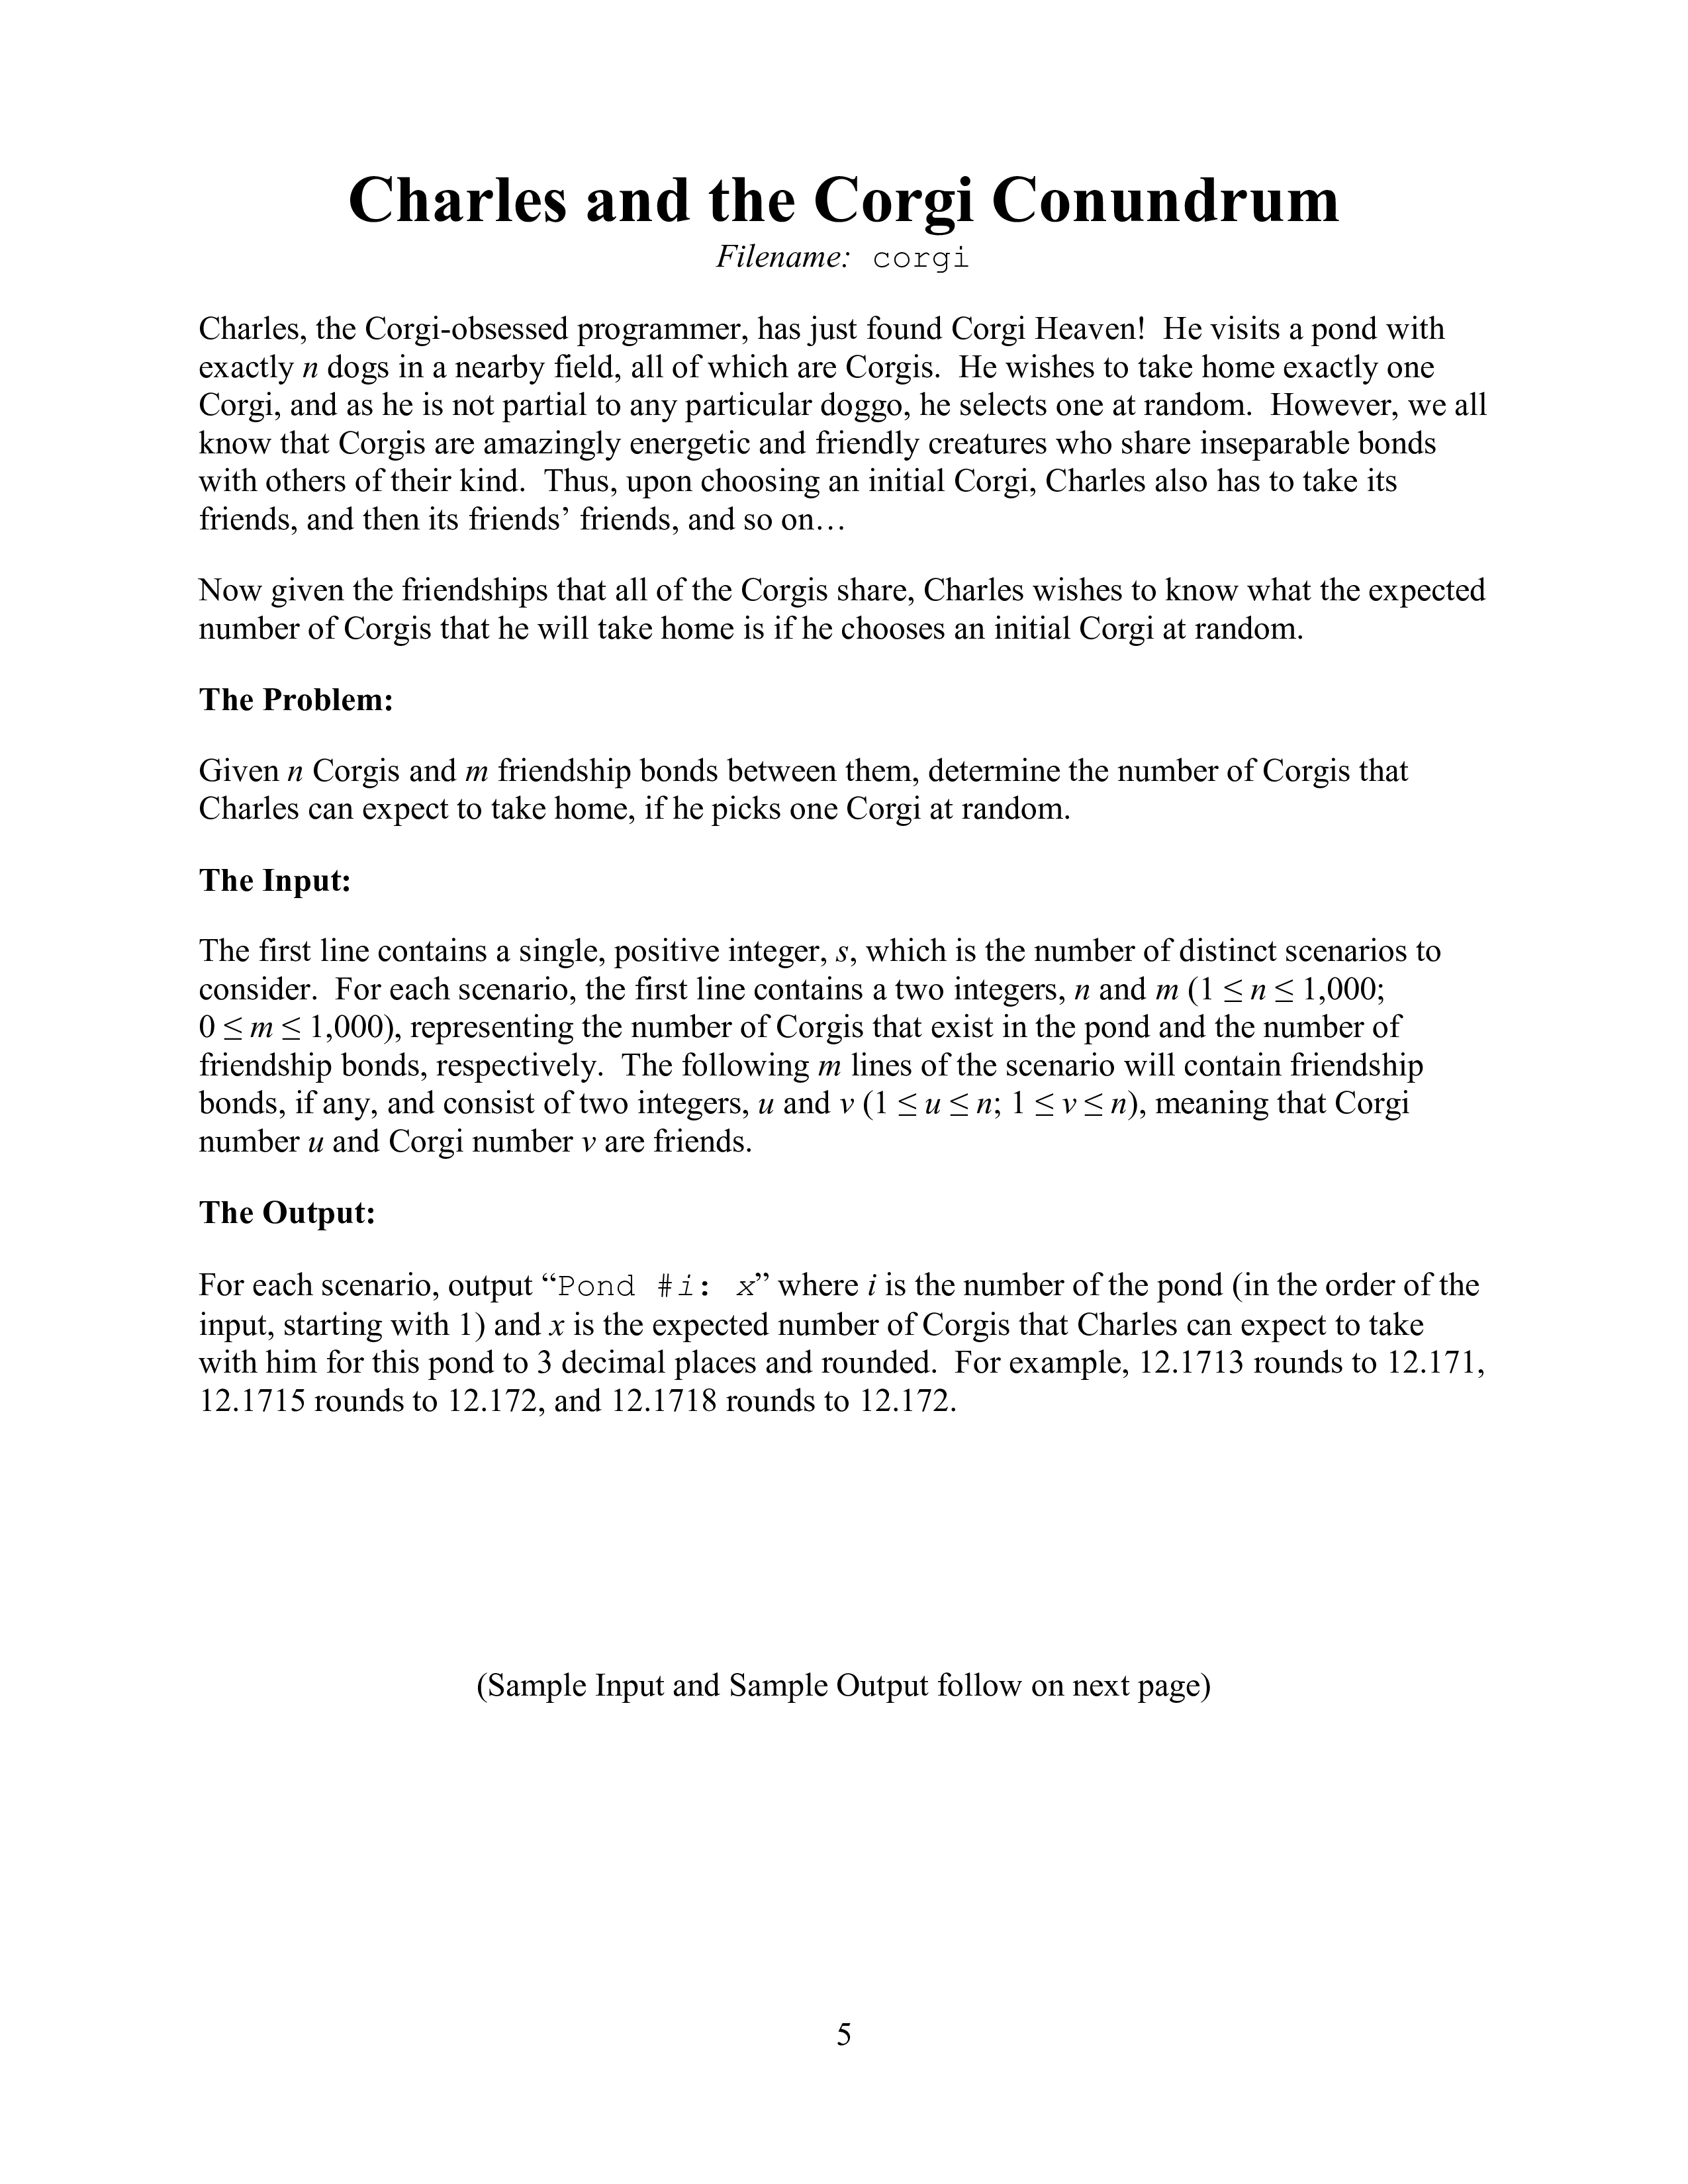 Charles and the Corgi Conundrum
Filename: corgi
Charles, the Corgi-obsessed programmer, has just found Corgi Heaven!  He visits a pond with
exactly n dogs in a nearby field, all of which are Corgis.  He wishes to take home exactly one
Corgi, and as he is not partial to any particular doggo, he selects one at random.  However, we all
know that Corgis are amazingly energetic and friendly creatures who share inseparable bonds
with others of their kind.  Thus, upon choosing an initial Corgi, Charles also has to take its
friends, and then its friends’ friends, and so on…
Now given the friendships that all of the Corgis share, Charles wishes to know what the expected
number of Corgis that he will take home is if he chooses an initial Corgi at random.
The Problem:
Given n Corgis and m friendship bonds between them, determine the number of Corgis that
Charles can expect to take home, if he picks one Corgi at random.
The Input:
The first line contains a single, positive integer, s, which is the number of distinct scenarios to
consider.  For each scenario, the first line contains a two integers, n and m (1 ≤ n ≤ 1,000;
0 ≤ m ≤ 1,000), representing the number of Corgis that exist in the pond and the number of
friendship bonds, respectively.  The following m lines of the scenario will contain friendship
bonds, if any, and consist of two integers, u and v (1 ≤ u ≤ n; 1 ≤ v ≤ n), meaning that Corgi
number u and Corgi number v are friends.
The Output:
For each scenario, output “Pond #i: x” where i is the number of the pond (in the order of the
input, starting with 1) and x is the expected number of Corgis that Charles can expect to take
with him for this pond to 3 decimal places and rounded.  For example, 12.1713 rounds to 12.171,
12.1715 rounds to 12.172, and 12.1718 rounds to 12.172.
(Sample Input and Sample Output follow on next page)
5